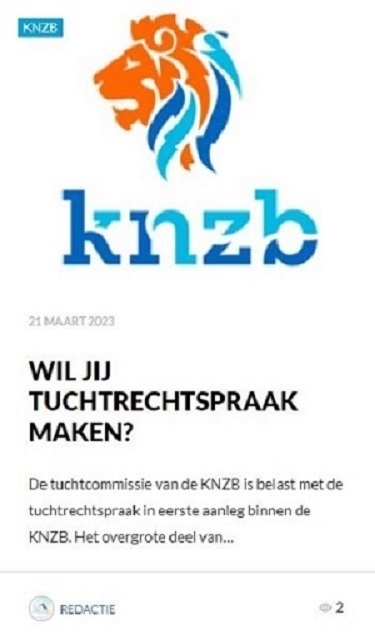 KNZB
knzb
21 MAART 2023
WIL JIJ
TUCHTRECHTSPRAAK
MAKEN?
De tuchtcommissie van de KNZB is belast met de
tuchtrechtspraak in eerste aanleg binnen de
KNZB. Het overgrote deel van...
REDACTIE
2